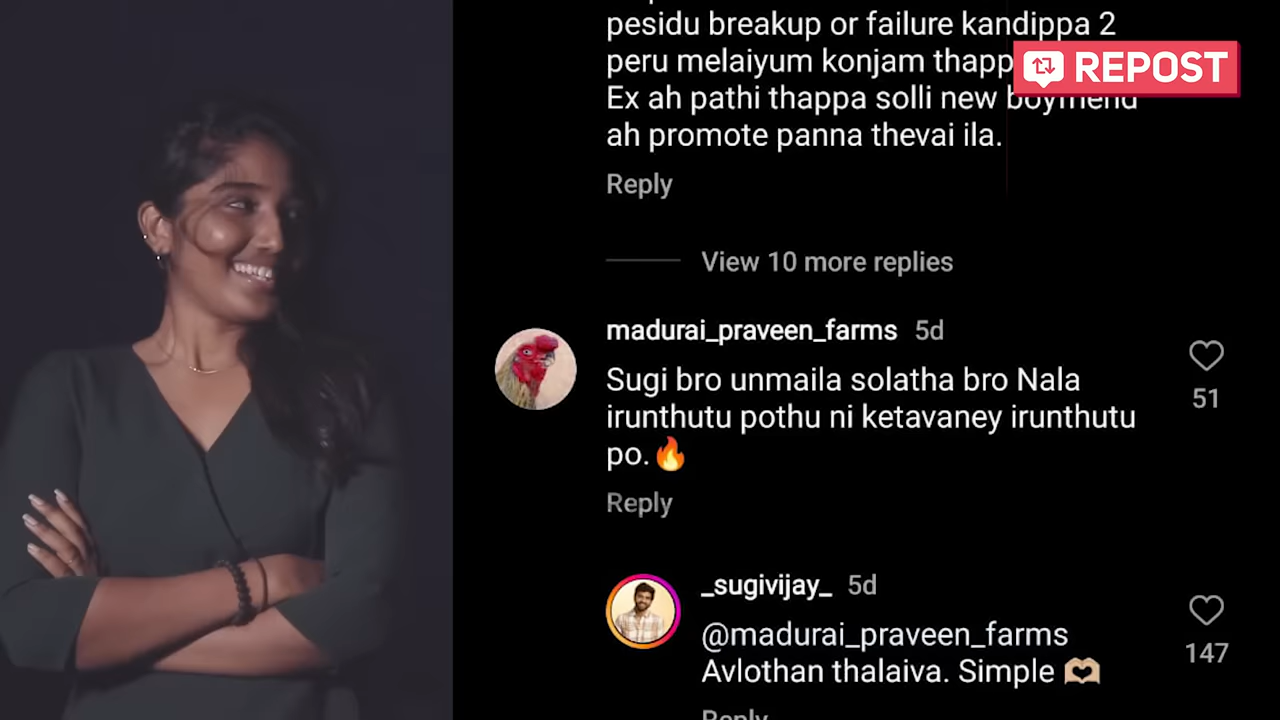 pesidu breakup or failure kandippa 2
peru melaiyum konjam thapp
REPOST
Ex ah pathi thappa solli new boyfriend
ah promote panna thevai ila.
Reply
View 10 more replies
madurai_praveen_farms 5d
Sugi bro unmaila solatha bro Nala
irunthutu pothu ni ketavaney irunthutu
po.🔥
51
Reply
_sugivijay_ 5d
@madurai_praveen_farms
Avlothan thalaiva. Simple 🫶🏼
147
Reply